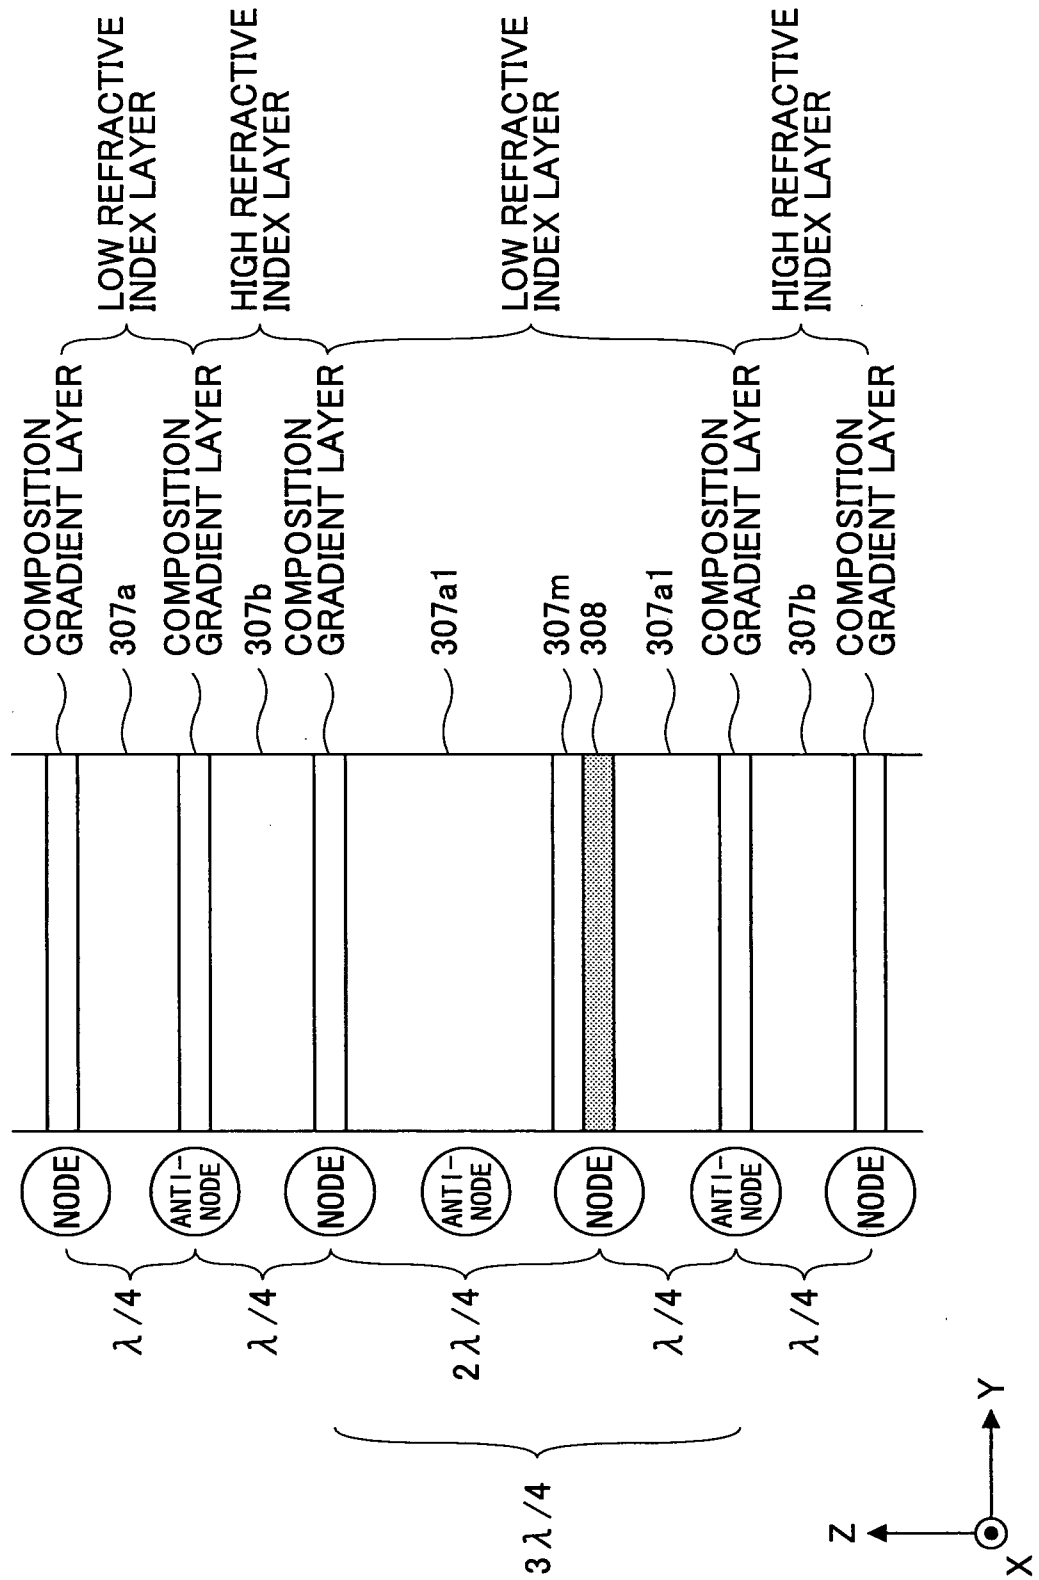 COMPOSITION
GRADIENT LAYER
307a
COMPOSITION
GRADIENT LAYER
307b
COMPOSITION
GRADIENT LAYER
307a1
307m
308
307a1
COMPOSITION
GRADIENT LAYER
307b
COMPOSITION
GRADIENT LAYER
LOW REFRACTIVE
INDEX LAYER
HIGH REFRACTIVE
INDEX LAYER
LOW REFRACTIVE
INDEX LAYER
HIGH REFRACTIVE
INDEX LAYER
NODE
ANTI-
NODE
NODE
ANTI-
NODE
NODE
ANTI-
NODE
NODE
λ/4
λ/4
2λ/4
λ/4
λ/4
3λ/4
Z
Y
X